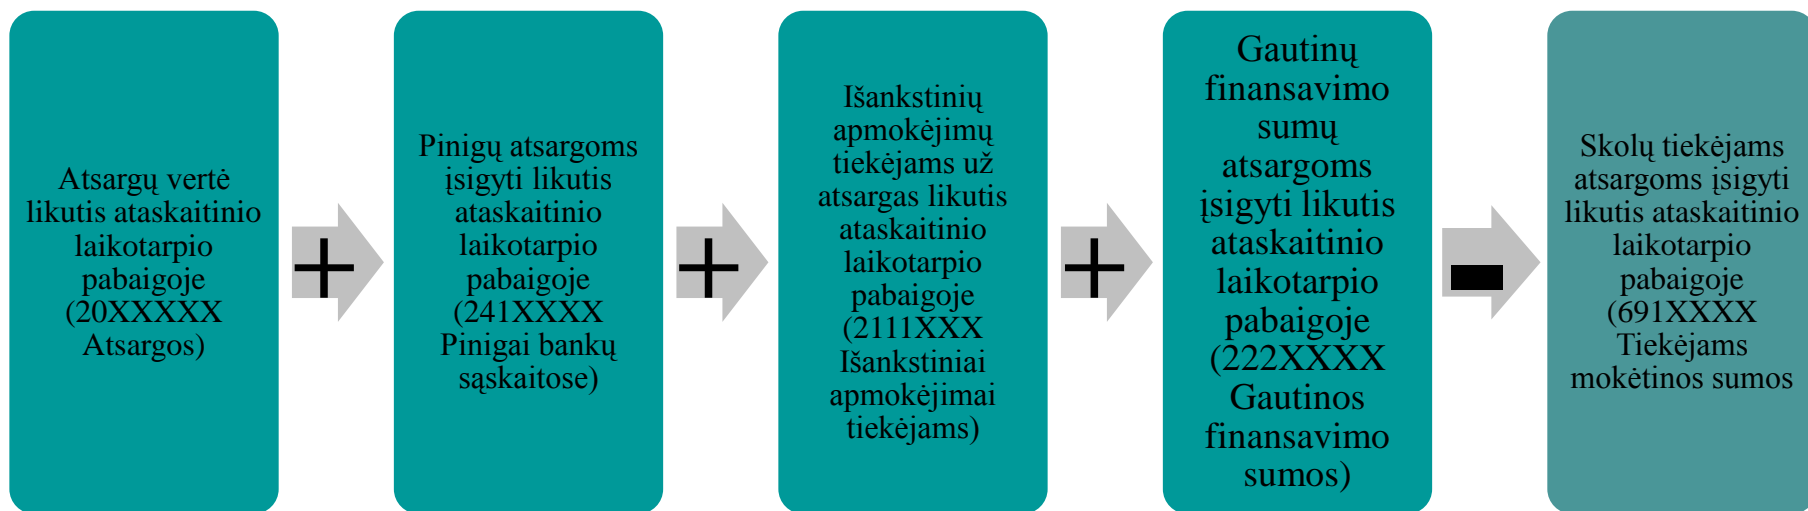 Atsargų vertė
likutis ataskaitinio
laikotarpio
pabaigoje
(20XXXXX
Atsargos)
+
Pinigų atsargoms
įsigyti likutis
ataskaitinio
laikotarpio
pabaigoje
(241XXXX
Pinigai bankų
sąskaitose)
+
Išankstinių
apmokėjimų
tiekėjams už
atsargas likutis
ataskaitinio
laikotarpio
pabaigoje
(2111XXX
Išankstiniai
apmokėjimai
tiekėjams)
+
Gautinų
finansavimo
sumų
atsargoms
įsigyti likutis
ataskaitinio
laikotarpio
pabaigoje
(222XXXX
Gautinos
finansavimo
sumos)
-
Skolų tiekėjams
atsargoms įsigyti
likutis ataskaitinio
laikotarpio
pabaigoje
(691XXXX
Tiekėjams
mokėtinos sumos